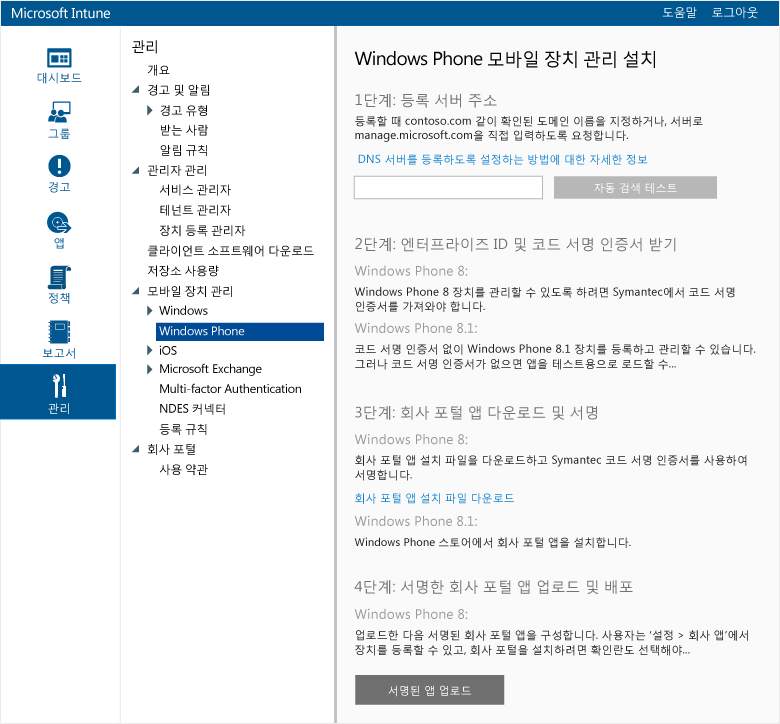 Microsoft Intune
도움말 로그아웃
대시보드
그룹
경고
앱
정책
보고서
관리
관리
개요
경고 및 알림
경고 유형
받는 사람
알림 규칙
관리자 관리
서비스 관리자
테넌트 관리자
장치 등록 관리자
클라이언트 소프트웨어 다운로드
저장소 사용량
모바일 장치 관리
Windows
Windows Phone
iOS
Microsoft Exchange
Multi-factor Authentication
NDES 커넥터
등록 규칙
회사 포털
사용 약관
Windows Phone 모바일 장치 관리 설치
1단계: 등록 서버 주소
등록할 때 contoso.com 같이 확인된 도메인 이름을 지정하거나, 서버로
manage.microsoft.com을 직접 입력하도록 요청합니다.
DNS 서버를 등록하도록 설정하는 방법에 대한 자세한 정보
자동 검색 테스트
2단계: 엔터프라이즈 ID 및 코드 서명 인증서 받기
Windows Phone 8:
Windows Phone 8 장치를 관리할 수 있도록 하려면 Symantec에서 코드 서명
인증서를 가져와야 합니다.
Windows Phone 8.1:
코드 서명 인증서 없이 Windows Phone 8.1 장치를 등록하고 관리할 수 있습니다.
그러나 코드 서명 인증서가 없으면 앱을 테스트용으로 로드할 수...
3단계: 회사 포털 앱 다운로드 및 서명
Windows Phone 8:
회사 포털 앱 설치 파일을 다운로드하고 Symantec 코드 서명 인증서를 사용하여
서명합니다.
회사 포털 앱 설치 파일 다운로드
Windows Phone 8.1:
Windows Phone 스토어에서 회사 포털 앱을 설치합니다.
4단계: 서명한 회사 포털 앱 업로드 및 배포
Windows Phone 8:
업로드한 다음 서명된 회사 포털 앱을 구성합니다. 사용자는 '설정 > 회사 앱'에서
장치를 등록할 수 있고, 회사 포털을 설치하려면 확인란도 선택해야...
서명된 앱 업로드